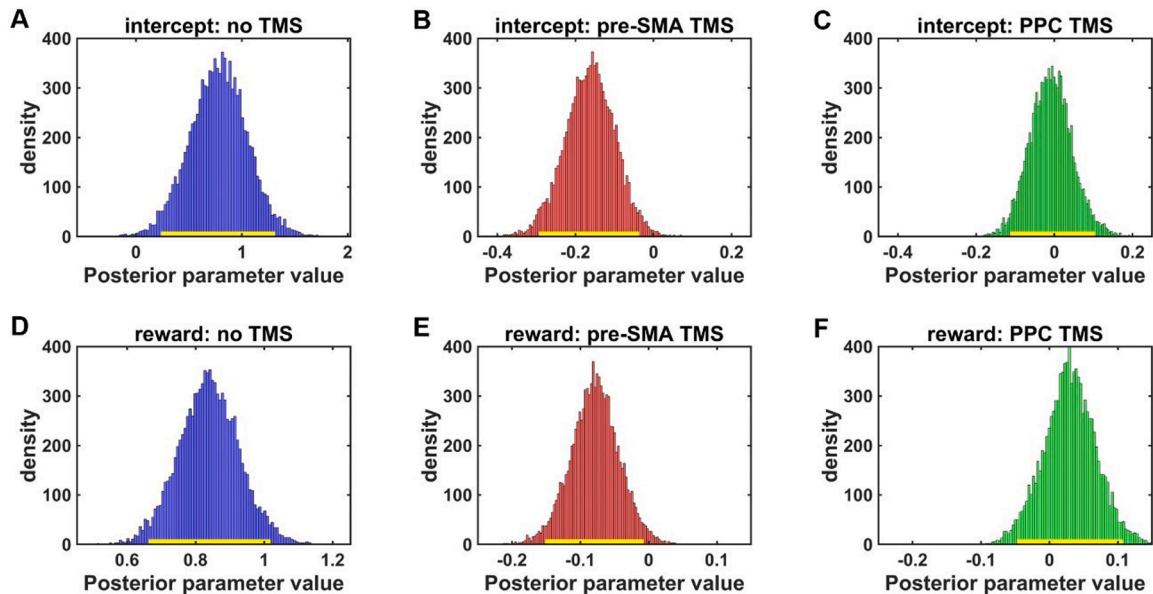 A
intercept: no TMS
density
400
300
200
100
0
0
1
2
Posterior parameter value
B
intercept: pre-SMA TMS
density
400
300
200
100
0
-0.4
-0.2
0
0.2
Posterior parameter value
C
intercept: PPC TMS
density
400
300
200
100
0
-0.4
-0.2
0
0.2
Posterior parameter value
D
reward: no TMS
density
400
300
200
100
0
0.6
0.8
1
1.2
Posterior parameter value
E
reward: pre-SMA TMS
density
400
300
200
100
0
-0.2
-0.1
0
0.1
Posterior parameter value
F
reward: PPC TMS
density
400
300
200
100
0
-0.2
-0.1
0
0.1
Posterior parameter value